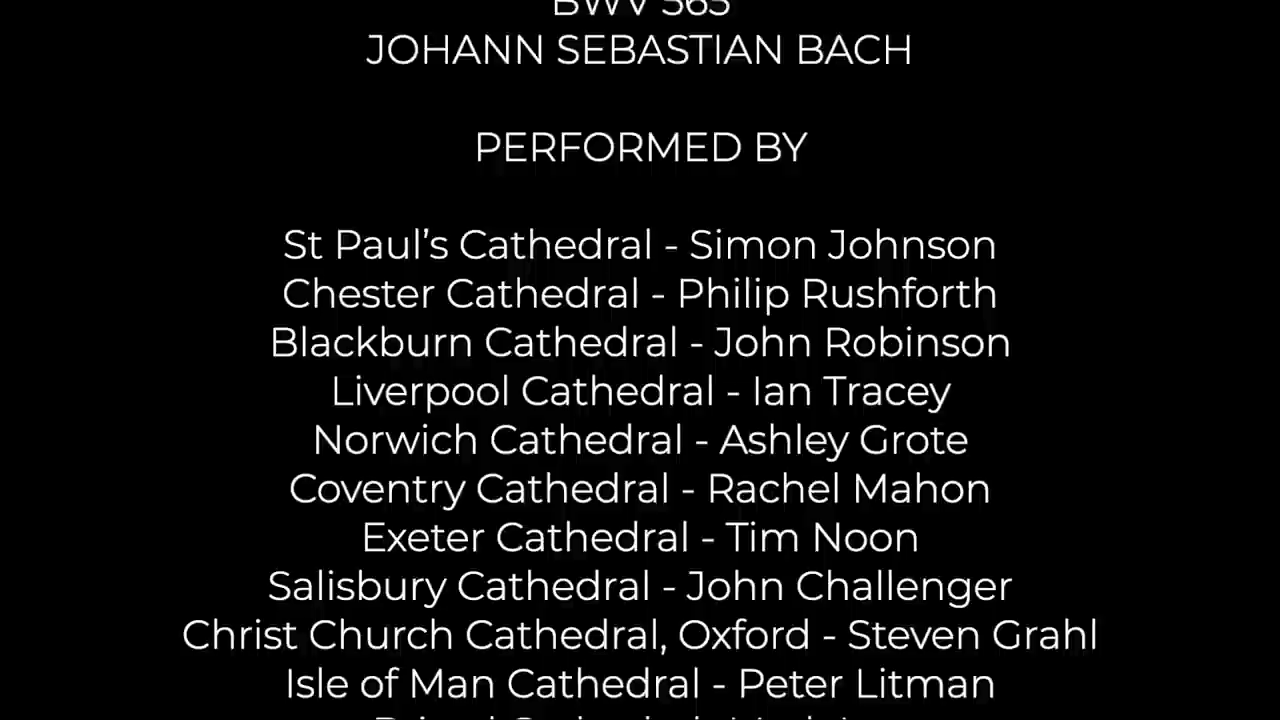 BWV 565
JOHANN SEBASTIAN BACH
PERFORMED BY
St Paul’s Cathedral - Simon Johnson
Chester Cathedral - Philip Rushforth
Blackburn Cathedral - John Robinson
Liverpool Cathedral - Ian Tracey
Norwich Cathedral - Ashley Grote
Coventry Cathedral - Rachel Mahon
Exeter Cathedral - Tim Noon
Salisbury Cathedral - John Challenger
Christ Church Cathedral, Oxford - Steven Grahl
Isle of Man Cathedral - Peter Litman